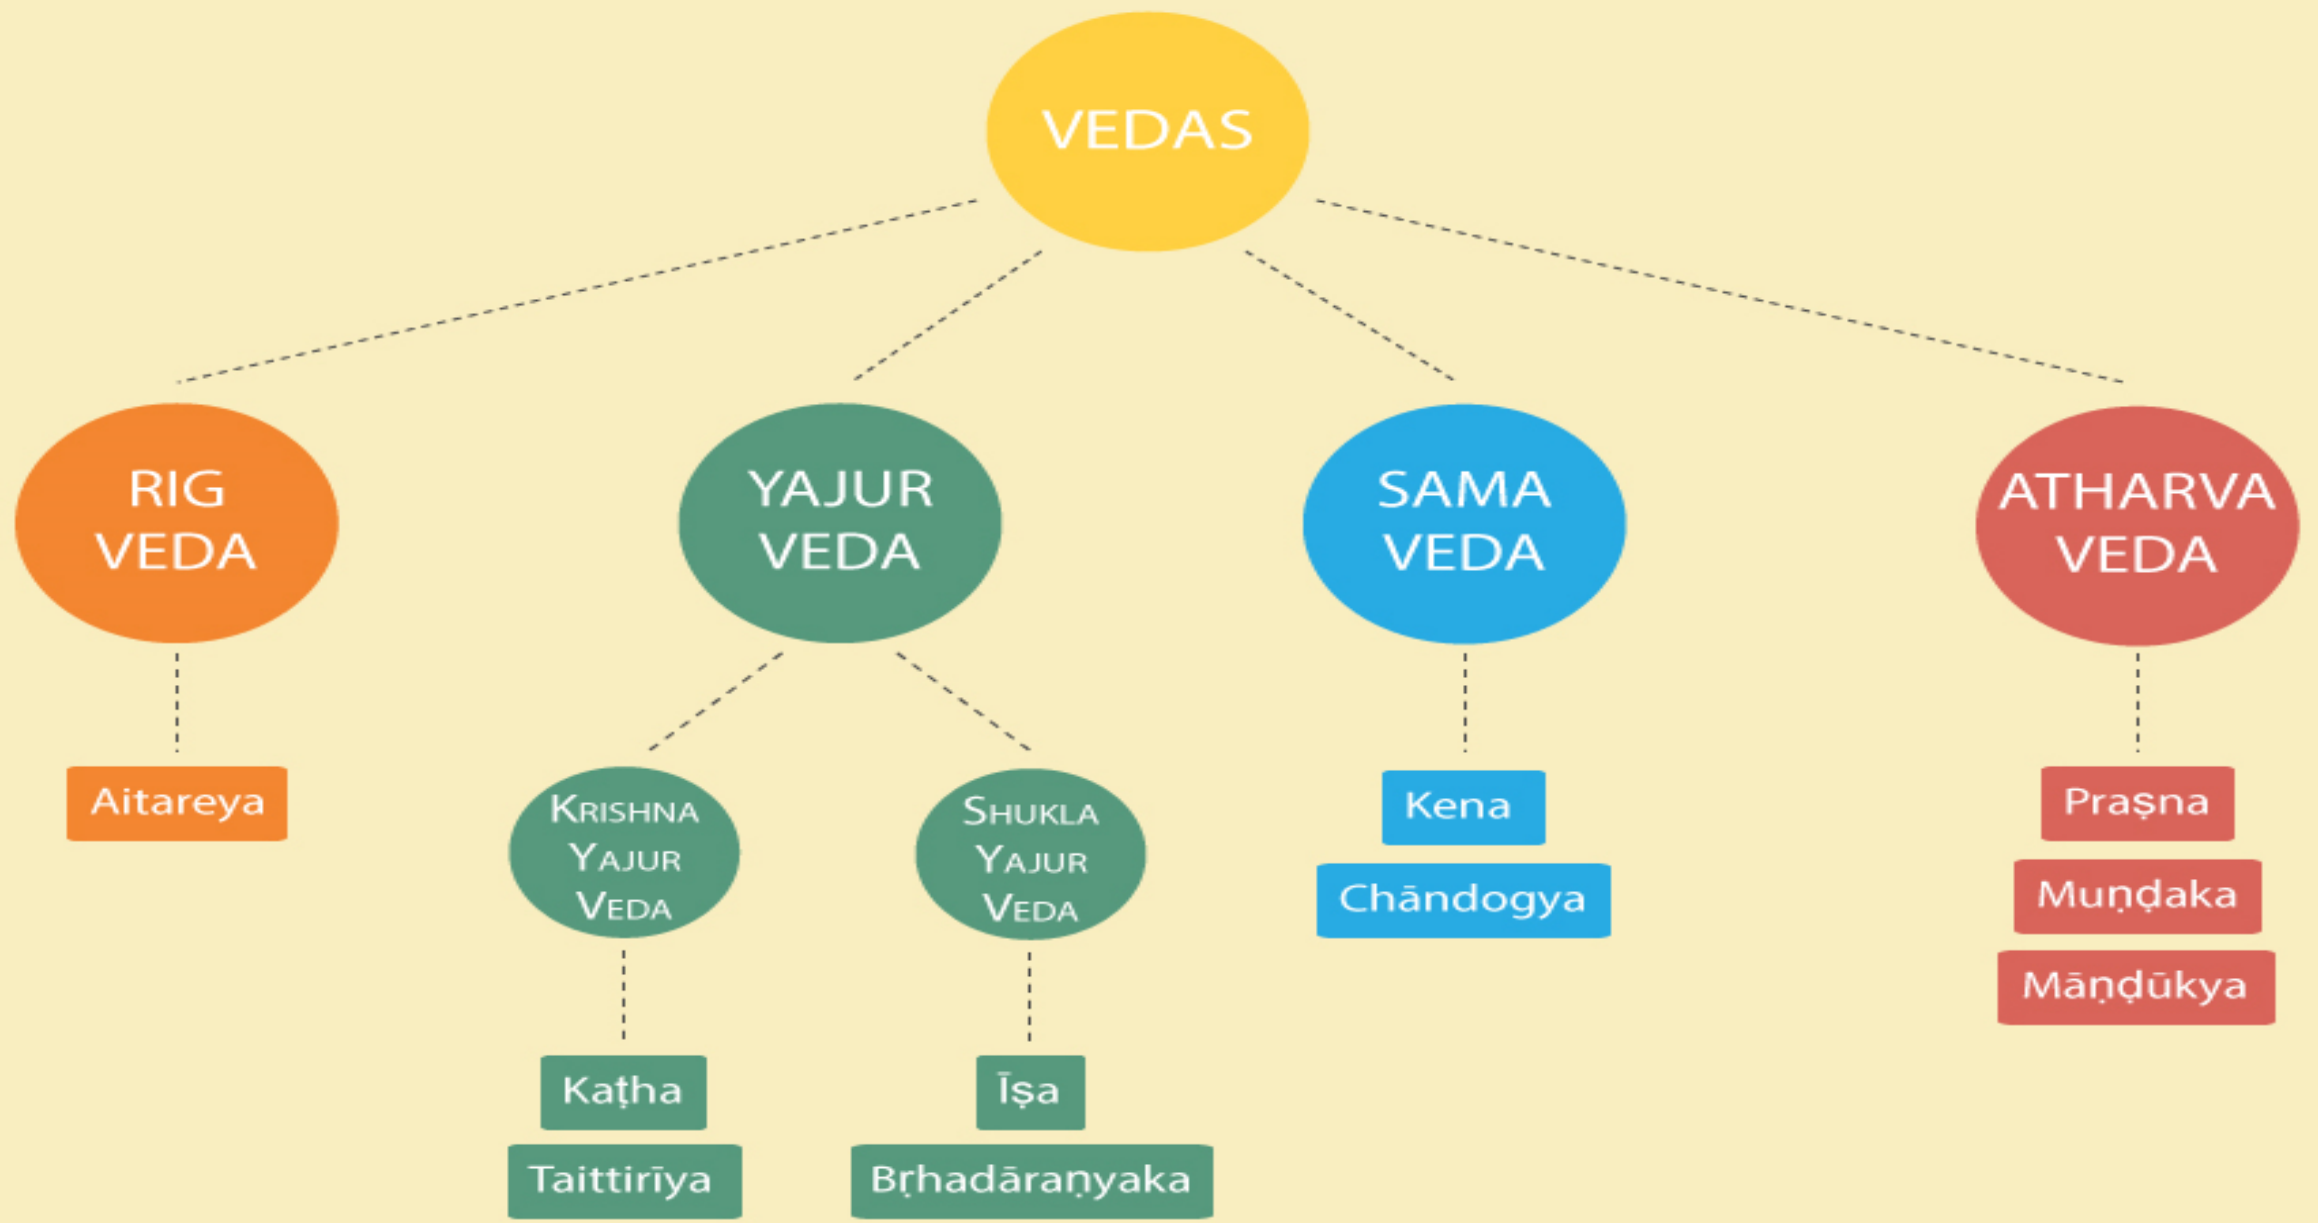 VEDAS
RIG
VEDA
YAJUR
VEDA
SAMA
VEDA
ATHARVA
VEDA
Aitareya
KRISHNA
YAJUR
VEDA
SHUKLA
YAJUR
VEDA
Kena
Chāndogya
Praṣna
Muṇḍaka
Māṇḍūkya
Kaṭha
Taittirīya
Īṣa
Bṛhadāraṇyaka